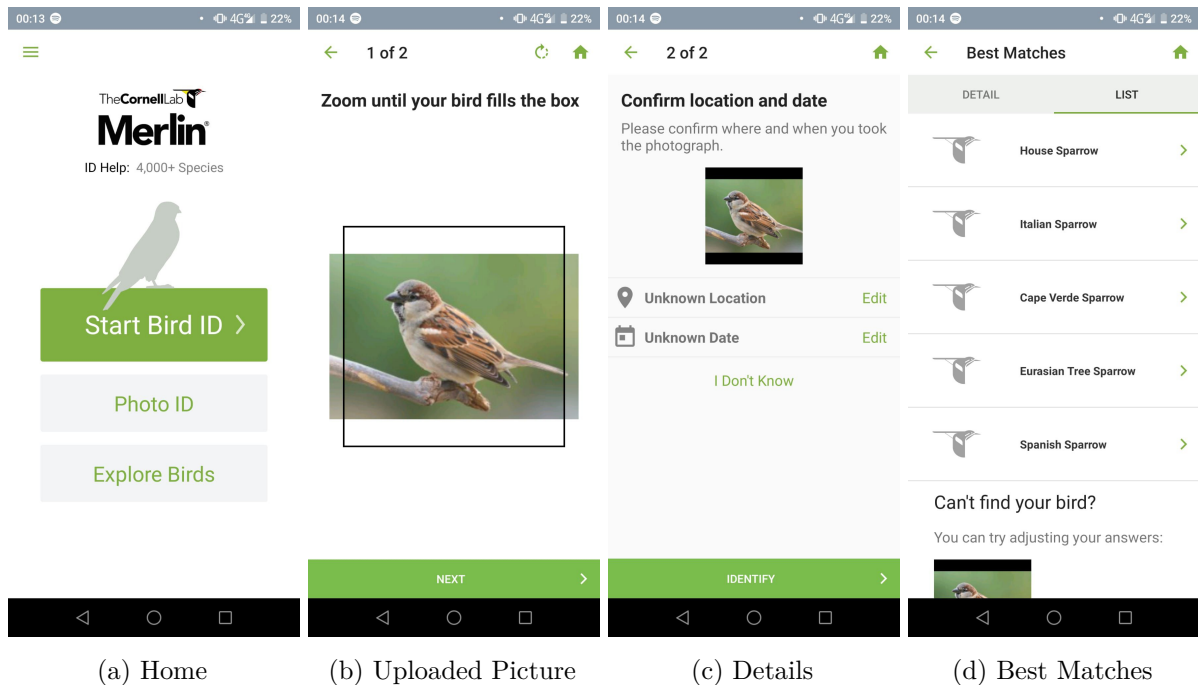 00:13
4G 22%
TheCornellLab
Merlin®
ID Help: 4,000+ Species
Start Bird ID
Photo ID
Explore Birds
(a) Home
00:14
4G 22%
1 of 2
Zoom until your bird fills the box
NEXT
(b) Uploaded Picture
00:14
4G 22%
2 of 2
Confirm location and date
Please confirm where and when you took
the photograph.
Unknown Location Edit
Unknown Date Edit
I Don't Know
IDENTIFY
(c) Details
00:14
4G 22%
Best Matches
DETAIL LIST
House Sparrow
Italian Sparrow
Cape Verde Sparrow
Eurasian Tree Sparrow
Spanish Sparrow
Can't find your bird?
You can try adjusting your answers:
(d) Best Matches